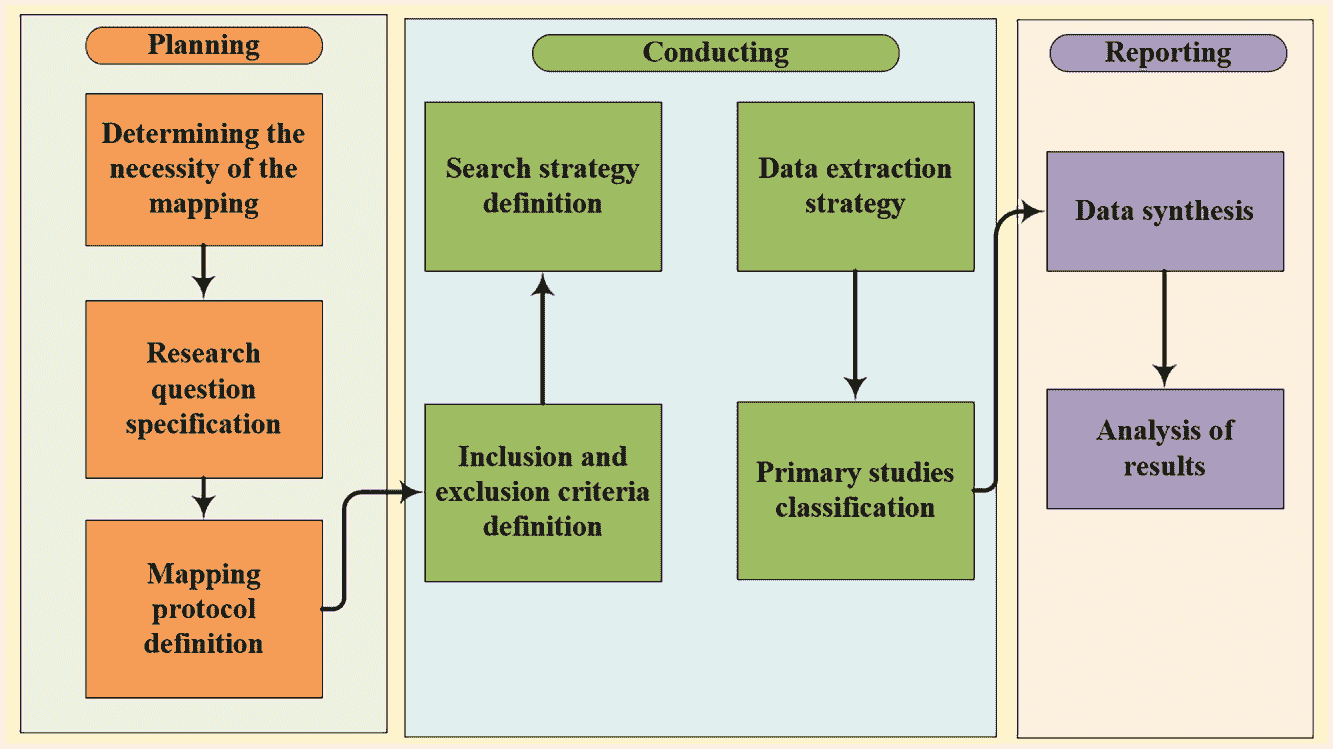 Planning
Determining the
necessity of the
mapping
Research
question
specification
Mapping
protocol
definition
Conducting
Search strategy
definition
Inclusion and
exclusion criteria
definition
Data extraction
strategy
Primary studies
classification
Reporting
Data synthesis
Analysis of
results